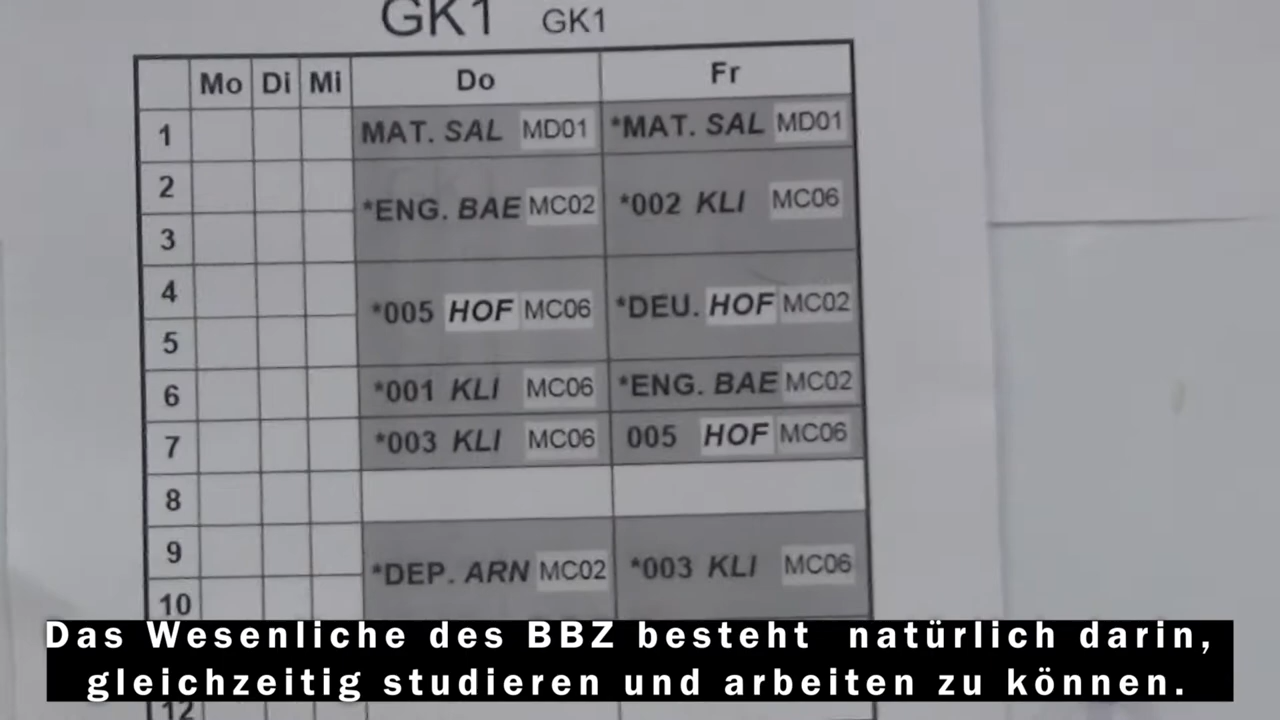 GK1 GK1
Mo Di Mi Do Fr
1 MAT. SAL MD01 *MAT. SAL MD01
2
*ENG. BAE MC02 *002 KLI MC06
3
4
*005 HOF MC06 *DEU. HOF MC02
5
6 *001 KLI MC06 *ENG. BAE MC02
7 *003 KLI MC06 005 HOF MC06
8
9
*DEP. ARN MC02 *003 KLI MC06
10
Das Wesenliche des BBZ besteht natürlich darin,
gleichzeitig studieren und arbeiten zu können.
12